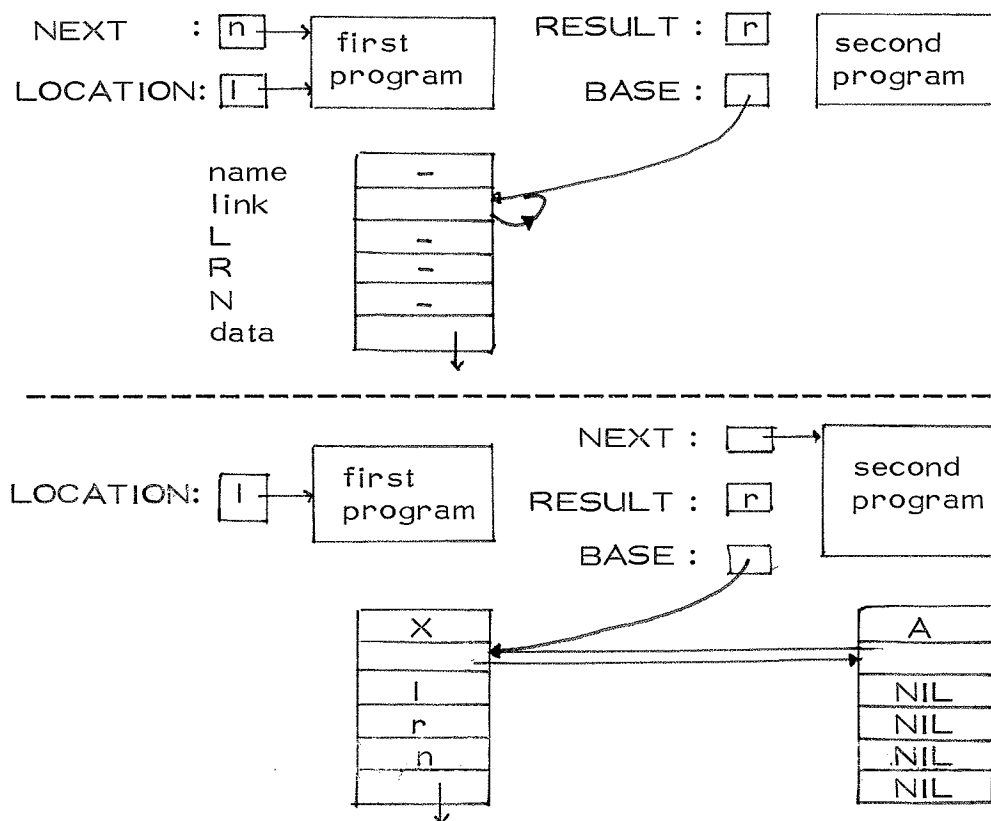 NEXT : n
first program
RESULT : r
second program
LOCATION: l
BASE :
name -
link
L -
R -
N -
data
NEXT :
LOCATION: l
first program
RESULT : r
second program
BASE :
X A
l NIL
r NIL
n NIL
NIL